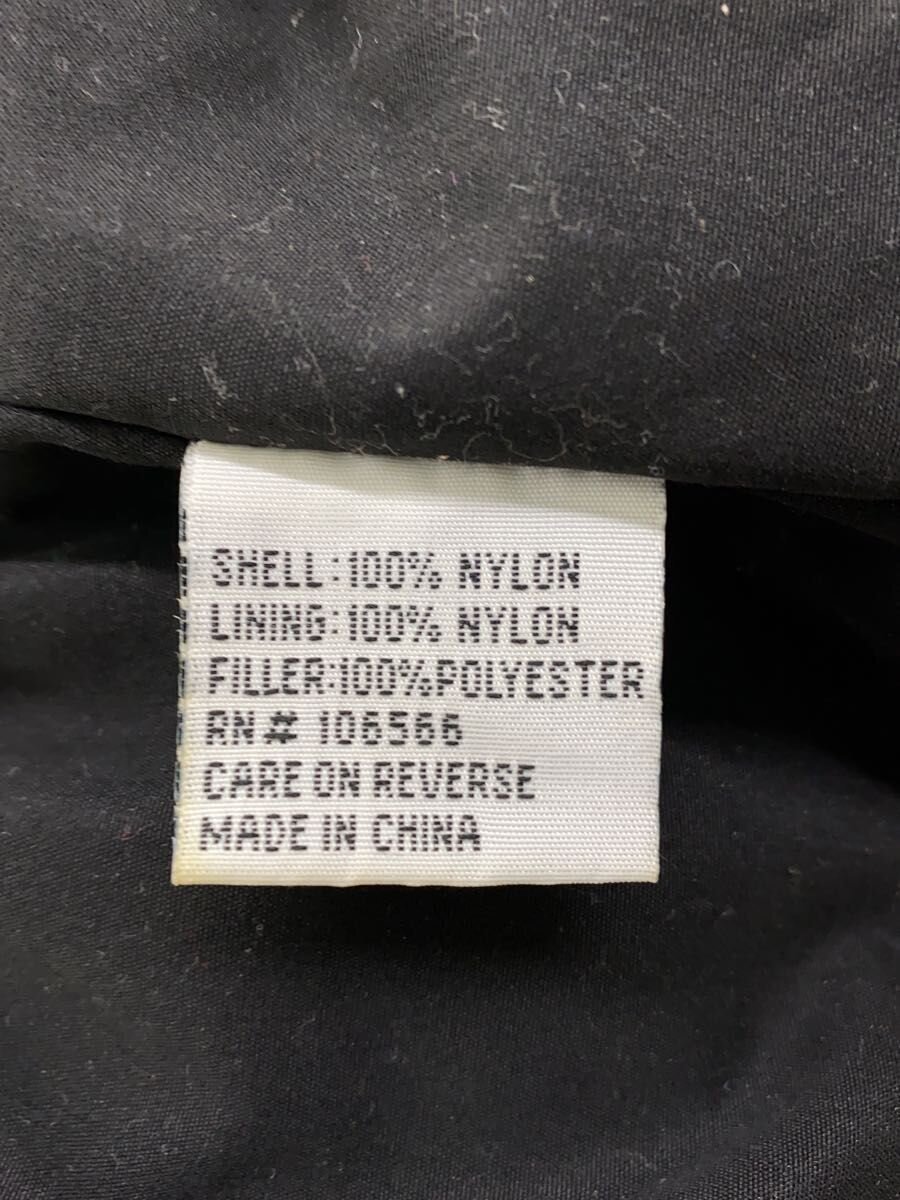 SHELL:100% NYLON
LINING:100% NYLON
FILLER:100%POLYESTER
RN# 106566
CARE ON REVERSE
MADE IN CHINA